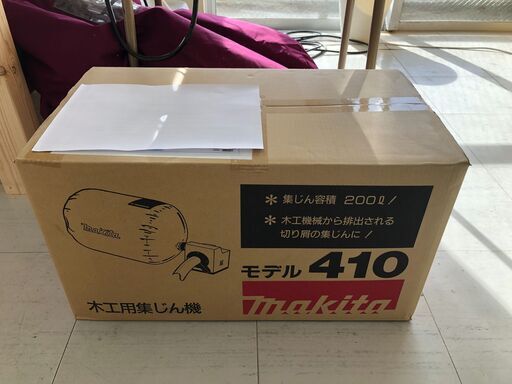 ＊ 集じん容積 200ℓ！
＊ 木工機械から排出される
切り屑の集じんに！
makita
モデル 410
木工用集じん機
makita